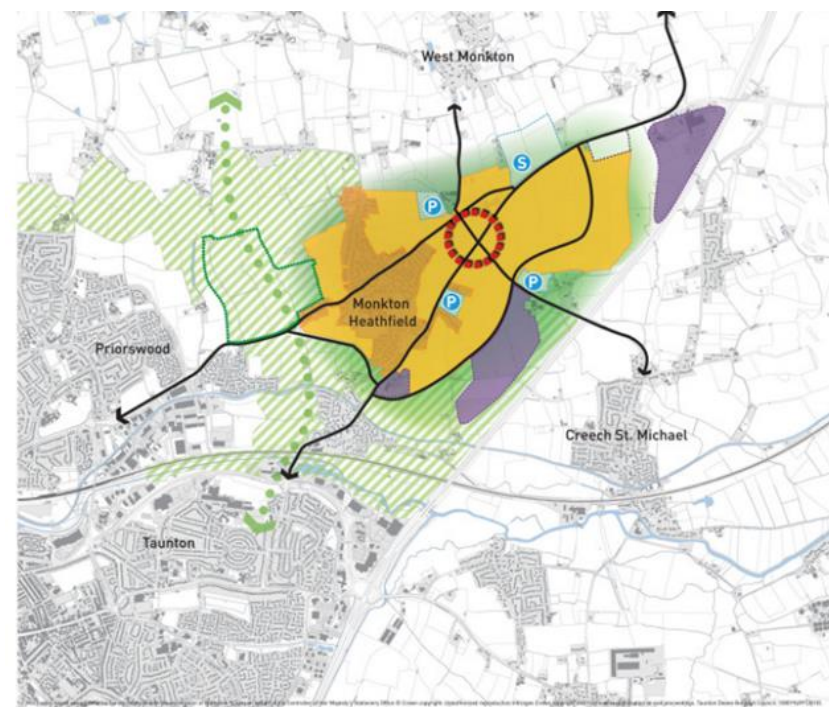 West Monkton
S
P
P
P
Monkton
Heathfield
Priorswood
Creech St. Michael
Taunton